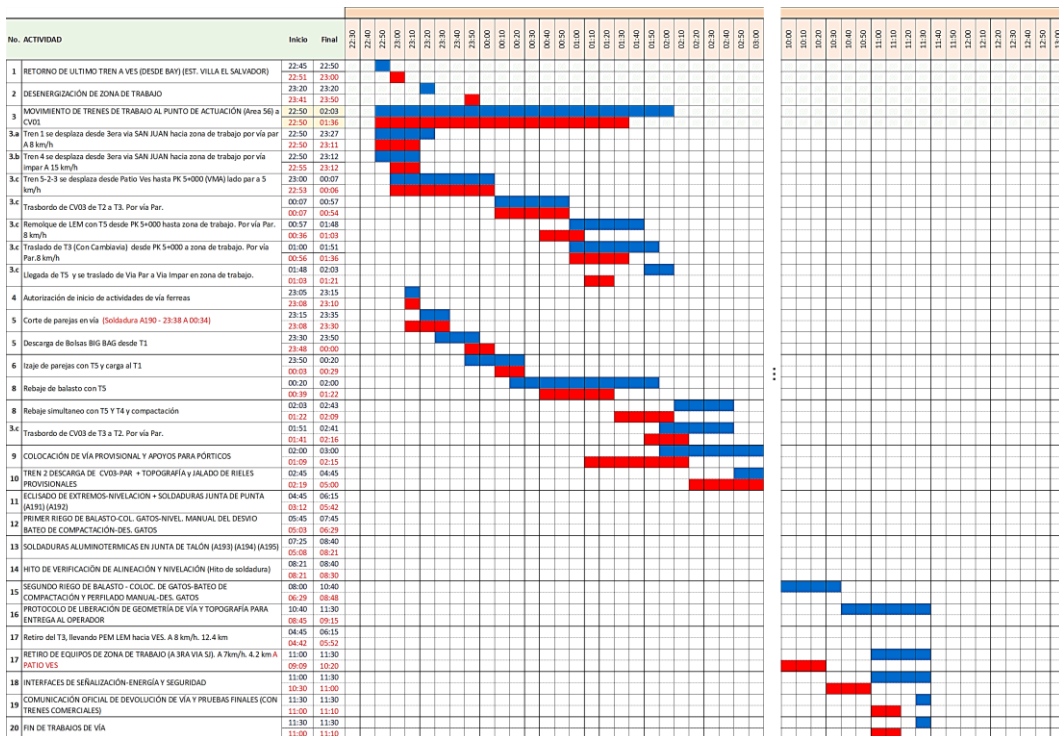 No. ACTIVIDAD Inicio Final 22:30 22:40 22:50 23:00 23:10 23:20 23:30 23:40 23:50 00:00 00:10 00:20 00:30 00:40 00:50 01:00 01:10 01:20 01:30 01:40 01:50 02:00 02:10 02:20 02:30 02:40 02:50 03:00 10:00 10:10 10:20 10:30 10:40 10:50 11:00 11:10 11:20 11:30 11:40 11:50 12:00 12:10 12:20 12:30 12:40 12:50 13:00
1 RETORNO DE ULTIMO TREN A VES (DESDE BAY) (EST. VILLA EL SALVADOR) 22:45 22:50
22:51 23:00
2 DESENERGIZACIÓN DE ZONA DE TRABAJO 23:20 23:20
23:41 23:50
3 MOVIMIENTO DE TRENES DE TRABAJO AL PUNTO DE ACTUACIÓN (Area 56) a 22:50 02:03
CV01 22:50 01:36
3.a Tren 1 se desplaza desde 3era via SAN JUAN hacia zona de trabajo por vía par 22:50 23:27
A 8 km/h 22:50 23:11
3.b Tren 4 se desplaza desde 3era via SAN JUAN hacia zona de trabajo por vía 22:50 23:12
impar A 15 km/h 22:55 23:12
3.c Tren 5-2-3 se desplaza desde Patio Ves hasta PK 5+000 (VMA) lado par a 5 23:00 00:07
km/h 22:53 00:06
3.c Trasbordo de CV03 de T2 a T3. Por vía Par. 00:07 00:57
00:07 00:54
3.c Remolque de LEM con T5 desde PK 5+000 hasta zona de trabajo. Por vía Par. 00:57 01:48
8 km/h 00:36 01:03
3.c Traslado de T3 (Con Cambiavia) desde PK 5+000 a zona de trabajo. Por vía 01:00 01:51
Par.8 km/h 00:56 01:36
3.c Llegada de T5 y se traslado de Via Par a Via Impar en zona de trabajo. 01:48 02:03
01:03 01:21
4 Autorización de inicio de actividades de vía ferreas 23:05 23:15
23:08 23:10
5 Corte de parejas en vía (Soldadura A190 - 23:38 A 00:34) 23:15 23:35
23:08 23:30
5 Descarga de Bolsas BIG BAG desde T1 23:30 23:50
23:48 00:00
6 Izaje de parejas con T5 y carga al T1 23:50 00:20
00:03 00:29
8 Rebaje de balasto con T5 00:20 02:00
00:39 01:22
8 Rebaje simultaneo con T5 Y T4 y compactación 02:03 02:43
01:22 02:09
3.c Trasbordo de CV03 de T3 a T2. Por vía Par. 01:51 02:41
01:41 02:16
9 COLOCACIÓN DE VÍA PROVISIONAL Y APOYOS PARA PÓRTICOS 02:00 03:00
01:09 02:15
10 TREN 2 DESCARGA DE CV03-PAR + TOPOGRAFÍA y JALADO DE RIELES 02:45 04:45
PROVISIONALES 02:19 05:00
11 ECLISADO DE EXTREMOS-NIVELACION + SOLDADURAS JUNTA DE PUNTA 04:45 06:15
(A191) (A192) 03:12 05:42
12 PRIMER RIEGO DE BALASTO-COL. GATOS-NIVEL. MANUAL DEL DESVIO 05:45 07:45
BATEO DE COMPACTACIÓN-DES. GATOS 05:03 06:29
13 SOLDADURAS ALUMINOTERMICAS EN JUNTA DE TALÓN (A193) (A194) (A195) 07:25 08:40
05:08 08:21
14 HITO DE VERIFICACIÓN DE ALINEACIÓN Y NIVELACIÓN (Hito de soldadura) 08:21 08:40
08:21 08:30
15 SEGUNDO RIEGO DE BALASTO - COLOC. DE GATOS-BATEO DE 08:00 10:40
COMPACTACIÓN Y PERFILADO MANUAL-DES. GATOS 06:29 08:48
16 PROTOCOLO DE LIBERACIÓN DE GEOMETRÍA DE VÍA Y TOPOGRAFÍA PARA 10:40 11:30
ENTREGA AL OPERADOR 08:45 09:15
17 Retiro del T3, llevando PEM LEM hacia VES. A 8 km/h. 12.4 km 04:45 06:15
04:42 05:52
17 RETIRO DE EQUIPOS DE ZONA DE TRABAJO (A 3RA VIA SJ). A 7km/h. 4.2 km A 11:00 11:30
PATIO VES 09:09 10:20
18 INTERFACES DE SEÑALIZACIÓN-ENERGÍA Y SEGURIDAD 11:00 11:30
10:30 11:00
19 COMUNICACIÓN OFICIAL DE DEVOLUCIÓN DE VÍA Y PRUEBAS FINALES (CON 11:30 11:30
TRENES COMERCIALES) 11:00 11:10
20 FIN DE TRABAJOS DE VÍA 11:30 11:30
11:00 11:10